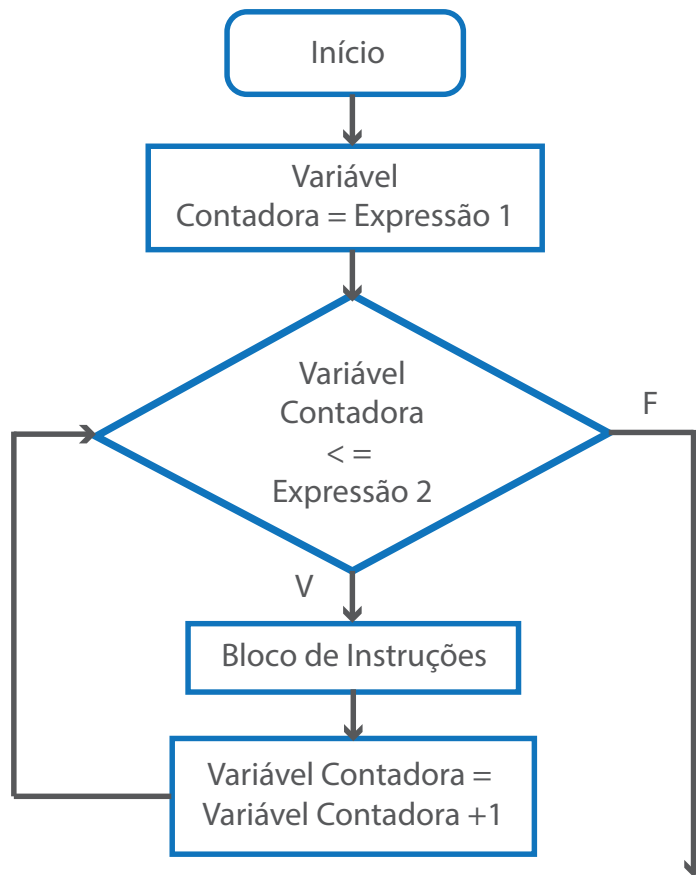 Início
Variável
Contadora = Expressão 1
Variável
Contadora
< =
Expressão 2
F
V
Bloco de Instruções
Variável Contadora =
Variável Contadora +1